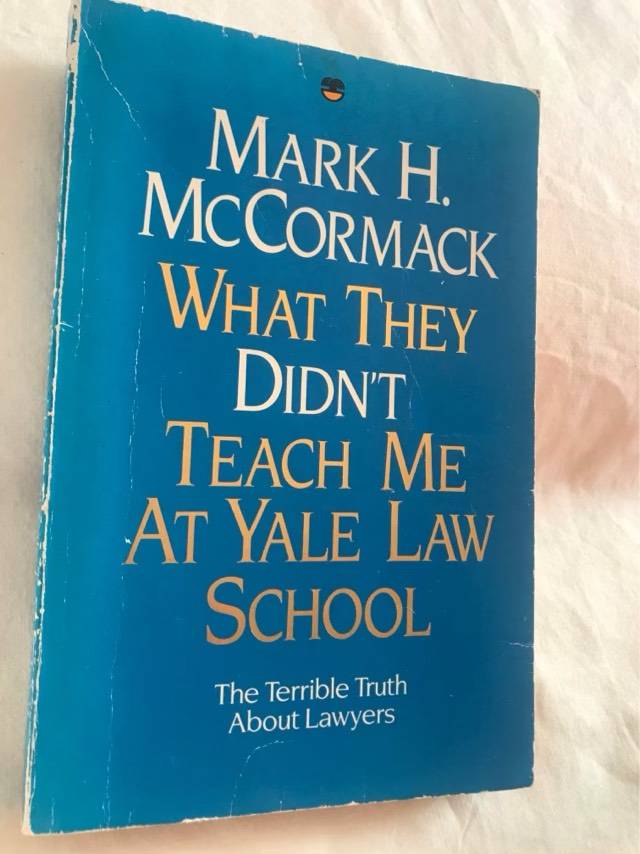 MARK H.
MCCORMACK
WHAT THEY
DIDN'T
TEACH ME
AT YALE LAW
SCHOOL
The Terrible Truth
About Lawyers